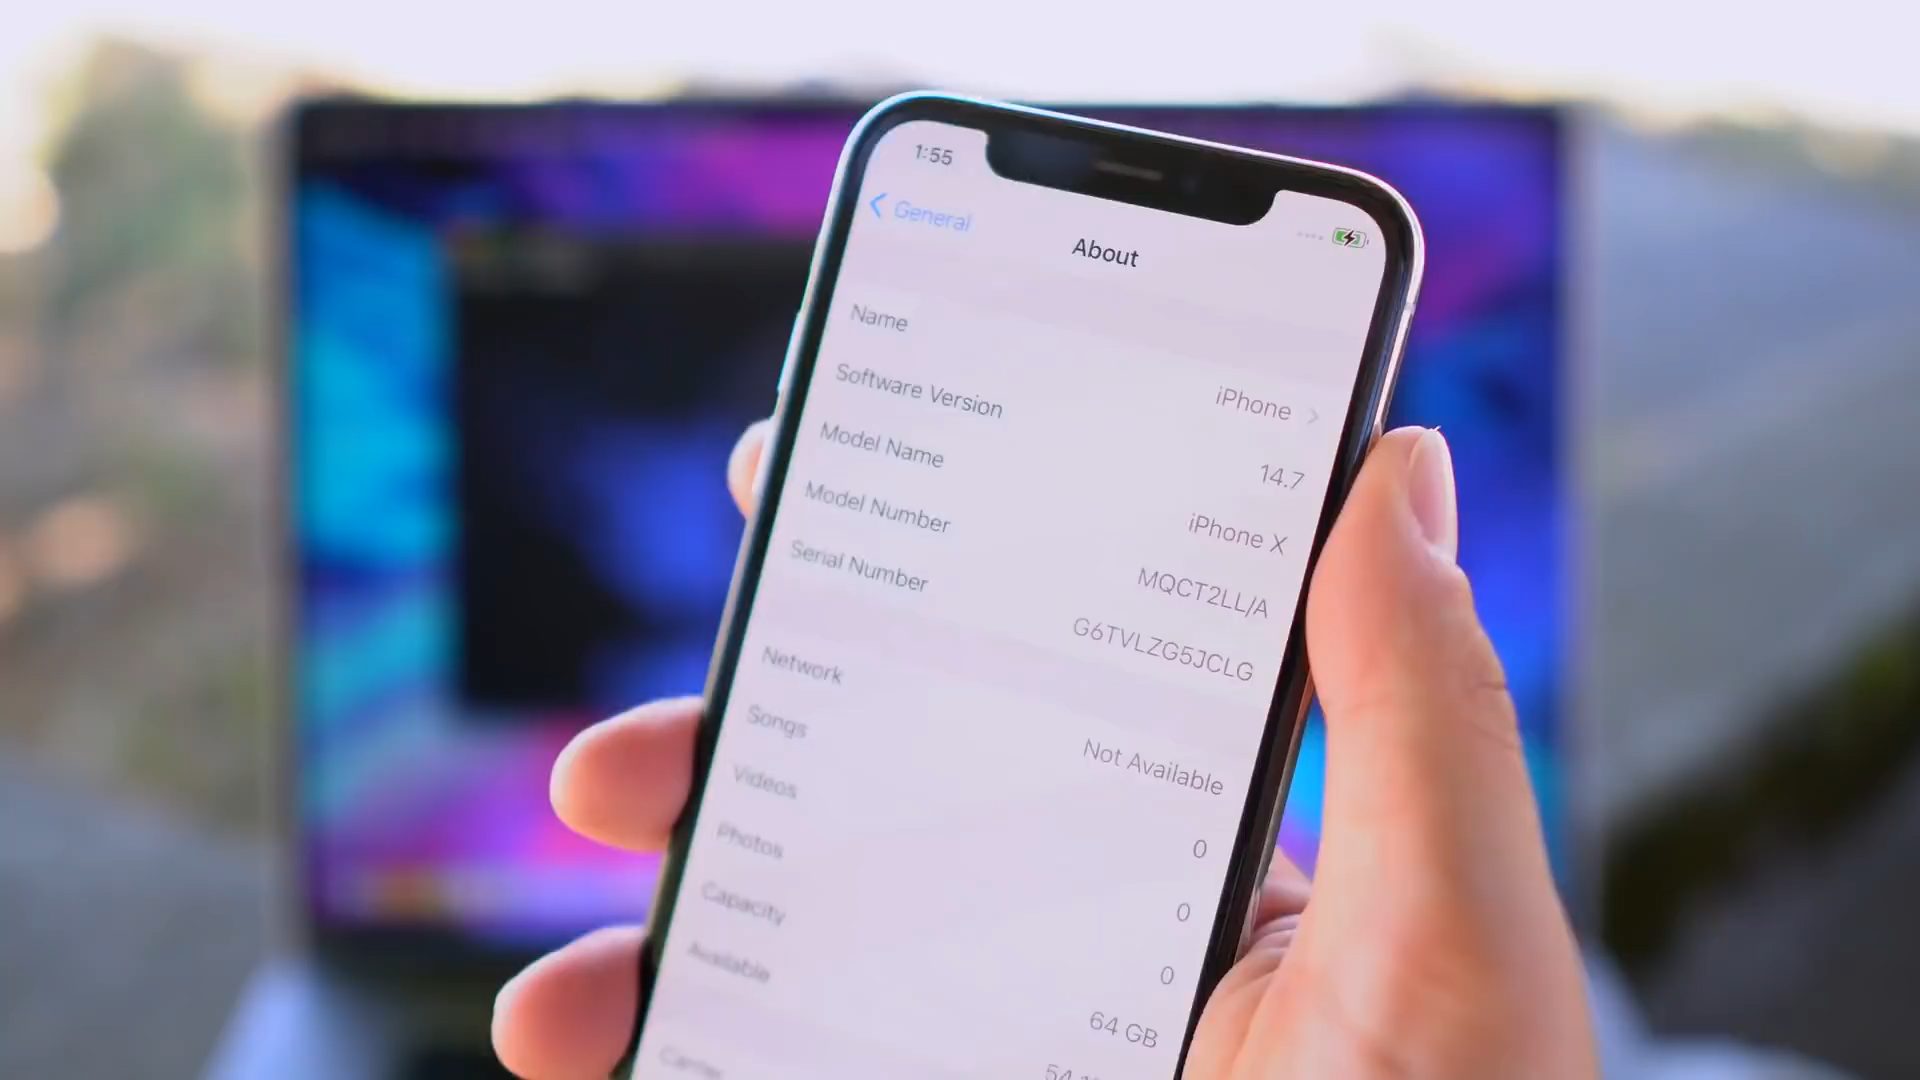 1:55
General
About
Name iPhone
Software Version 14.7
Model Name iPhone X
Model Number MQCT2LL/A
Serial Number G6TVLZG5JCLG
Network Not Available
Songs 0
Videos 0
Photos 0
Capacity 64 GB
Available
Carrier